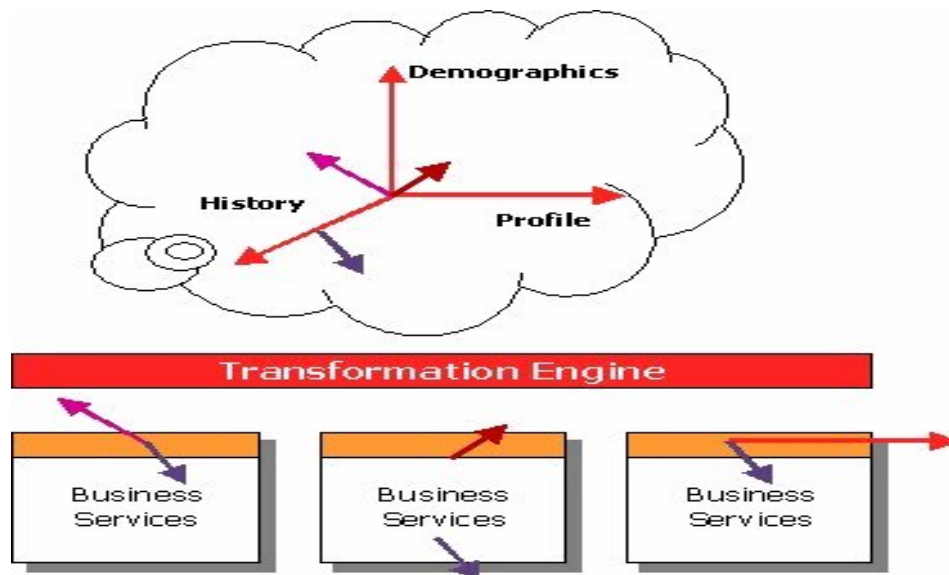 Demographics
History
Profile
Transformation Engine
Business
Services
Business
Services
Business
Services